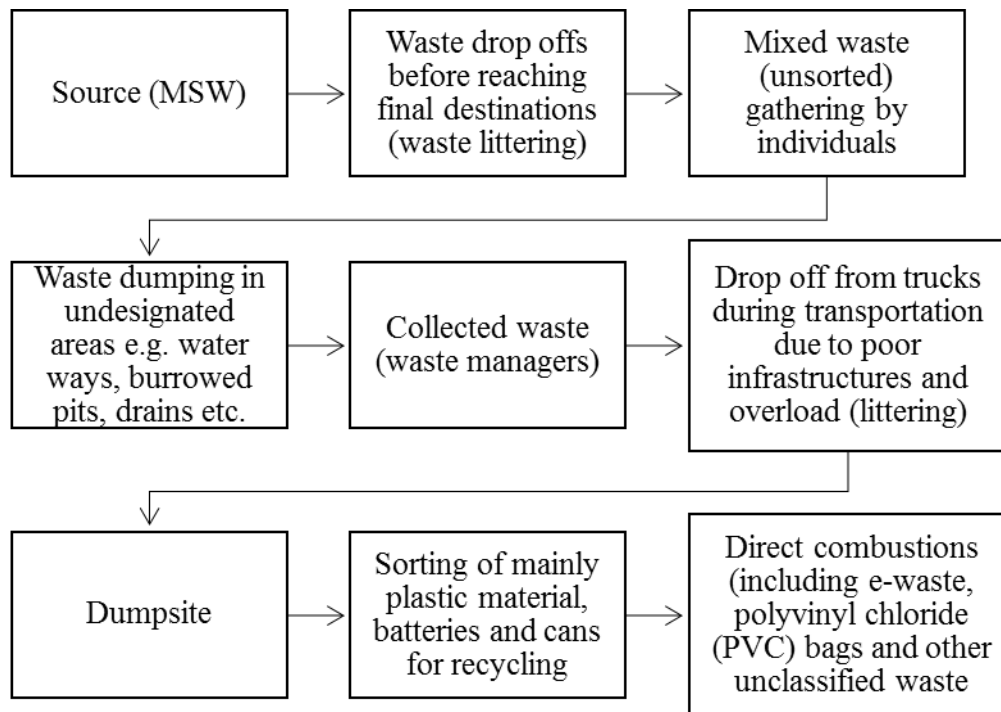 Source (MSW)
Waste drop offs
before reaching
final destinations
(waste littering)
Mixed waste
(unsorted)
gathering by
individuals
Waste dumping in
undesignated
areas e.g. water
ways, burrowed
pits, drains etc.
Collected waste
(waste managers)
Drop off from trucks
during transportation
due to poor
infrastructures and
overload (littering)
Dumpsite
Sorting of mainly
plastic material,
batteries and cans
for recycling
Direct combustions
(including e-waste,
polyvinyl chloride
(PVC) bags and other
unclassified waste